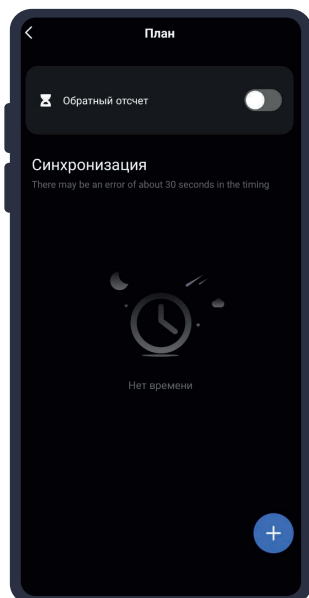 План
Обратный отсчет
Синхронизация
There may be an error of about 30 seconds in the timing
Нет времени